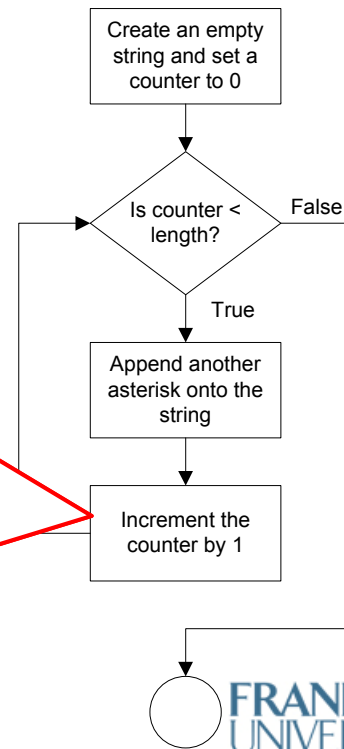 Create an empty
string and set a
counter to 0
Is counter <
length?
False
True
Append another
asterisk onto the
string
Increment the
counter by 1